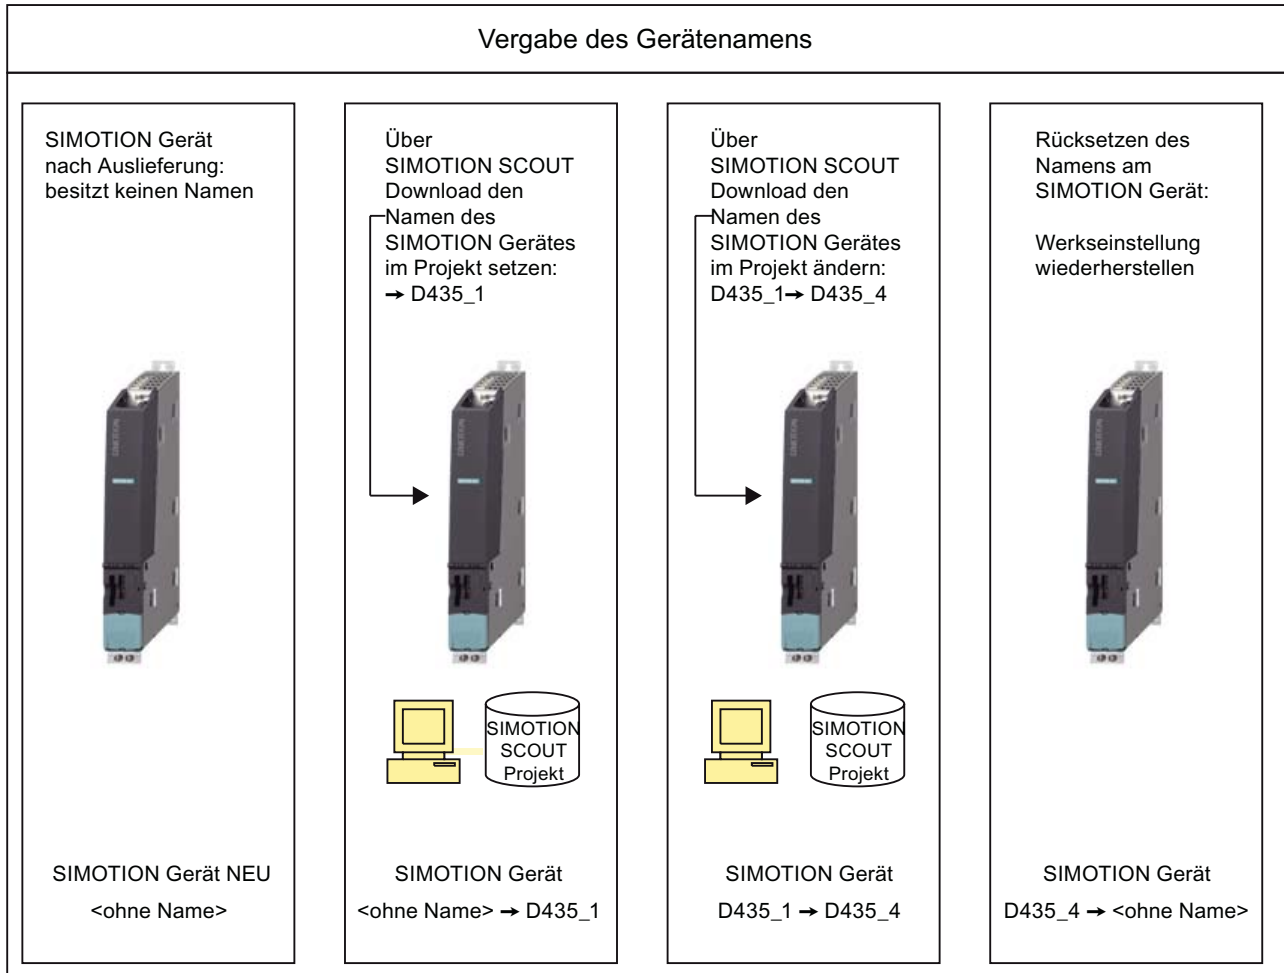 Vergabe des Gerätenamens
SIMOTION Gerät
nach Auslieferung:
besitzt keinen Namen
SIMOTION Gerät NEU
<ohne Name>
Über
SIMOTION SCOUT
Download den
Namen des
SIMOTION Gerätes
im Projekt setzen:
→ D435_1
SIMOTION
SCOUT
Projekt
SIMOTION Gerät
<ohne Name> → D435_1
Über
SIMOTION SCOUT
Download den
Namen des
SIMOTION Gerätes
im Projekt ändern:
D435_1→ D435_4
SIMOTION
SCOUT
Projekt
SIMOTION Gerät
D435_1 → D435_4
Rücksetzen des
Namens am
SIMOTION Gerät:
Werkseinstellung
wiederherstellen
SIMOTION Gerät
D435_4 → <ohne Name>